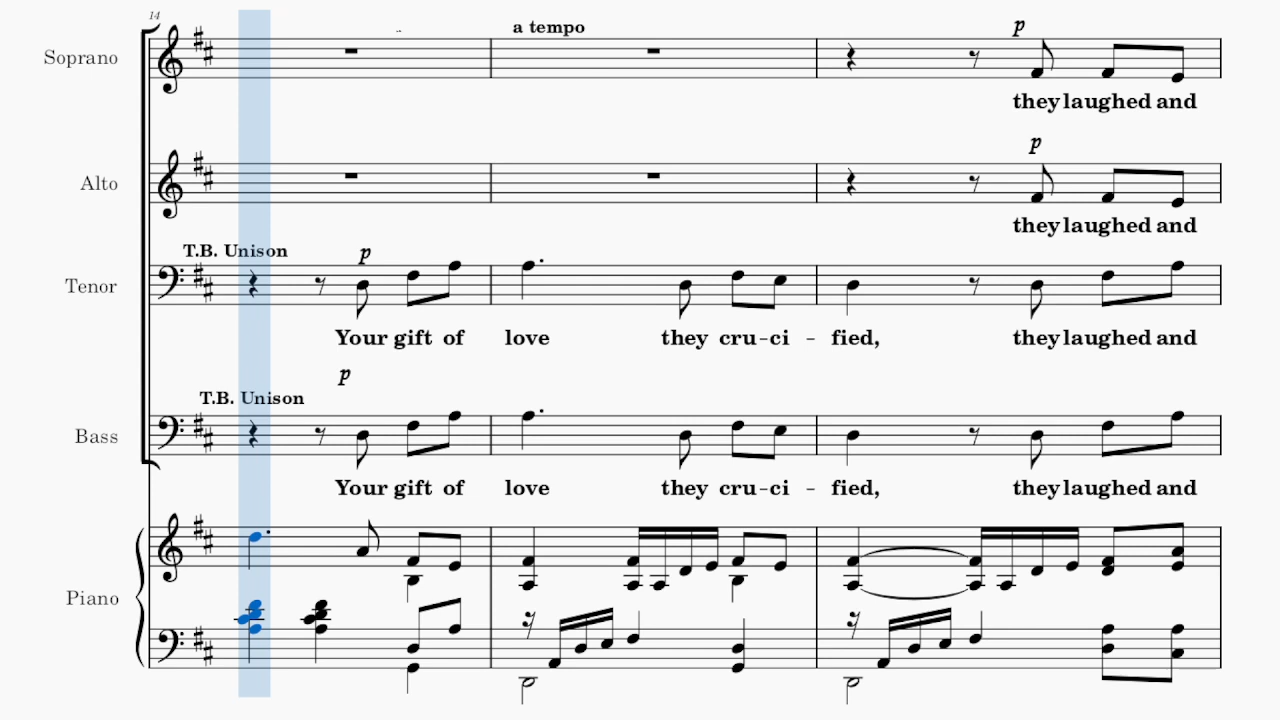 14
a tempo
p
Soprano
they laughed and
p
Alto
they laughed and
T.B. Unison
p
Tenor
Your gift of love they cru-ci - fied, they laughed and
p
T.B. Unison
Bass
Your gift of love they cru-ci - fied, they laughed and
Piano